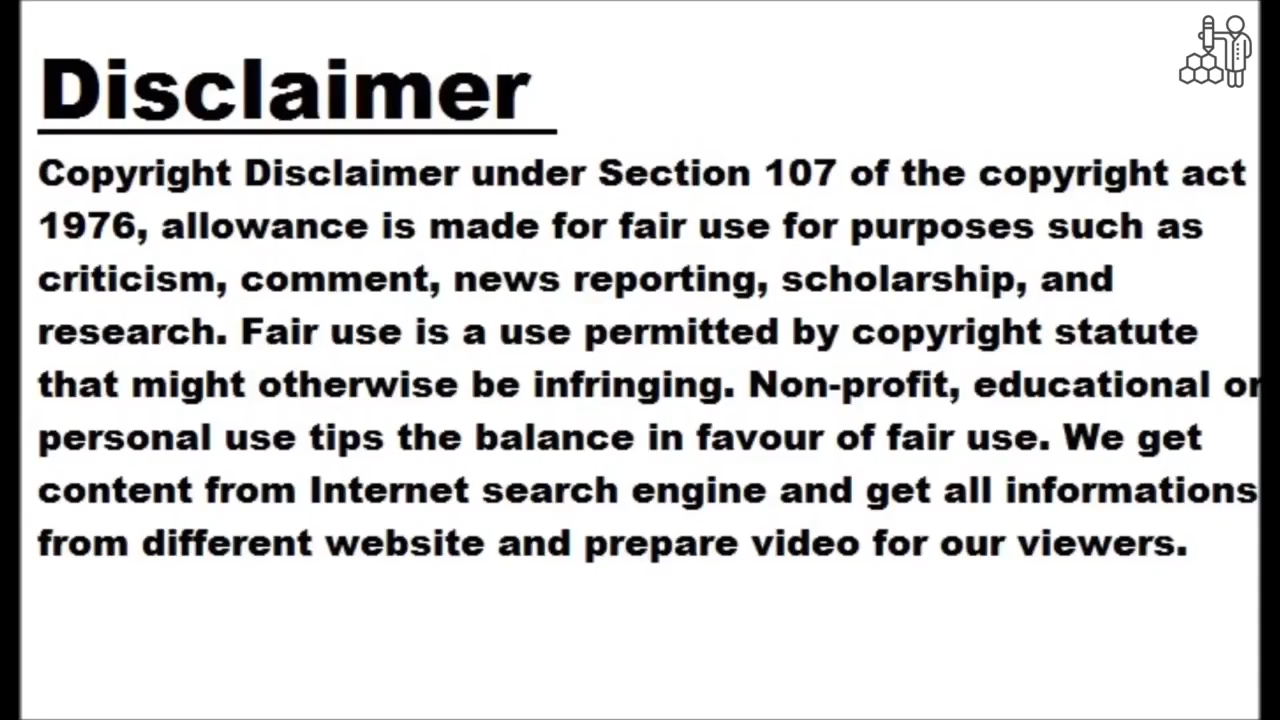 Disclaimer
Copyright Disclaimer under Section 107 of the copyright act
1976, allowance is made for fair use for purposes such as
criticism, comment, news reporting, scholarship, and
research. Fair use is a use permitted by copyright statute
that might otherwise be infringing. Non-profit, educational or
personal use tips the balance in favour of fair use. We get
content from Internet search engine and get all informations
from different website and prepare video for our viewers.